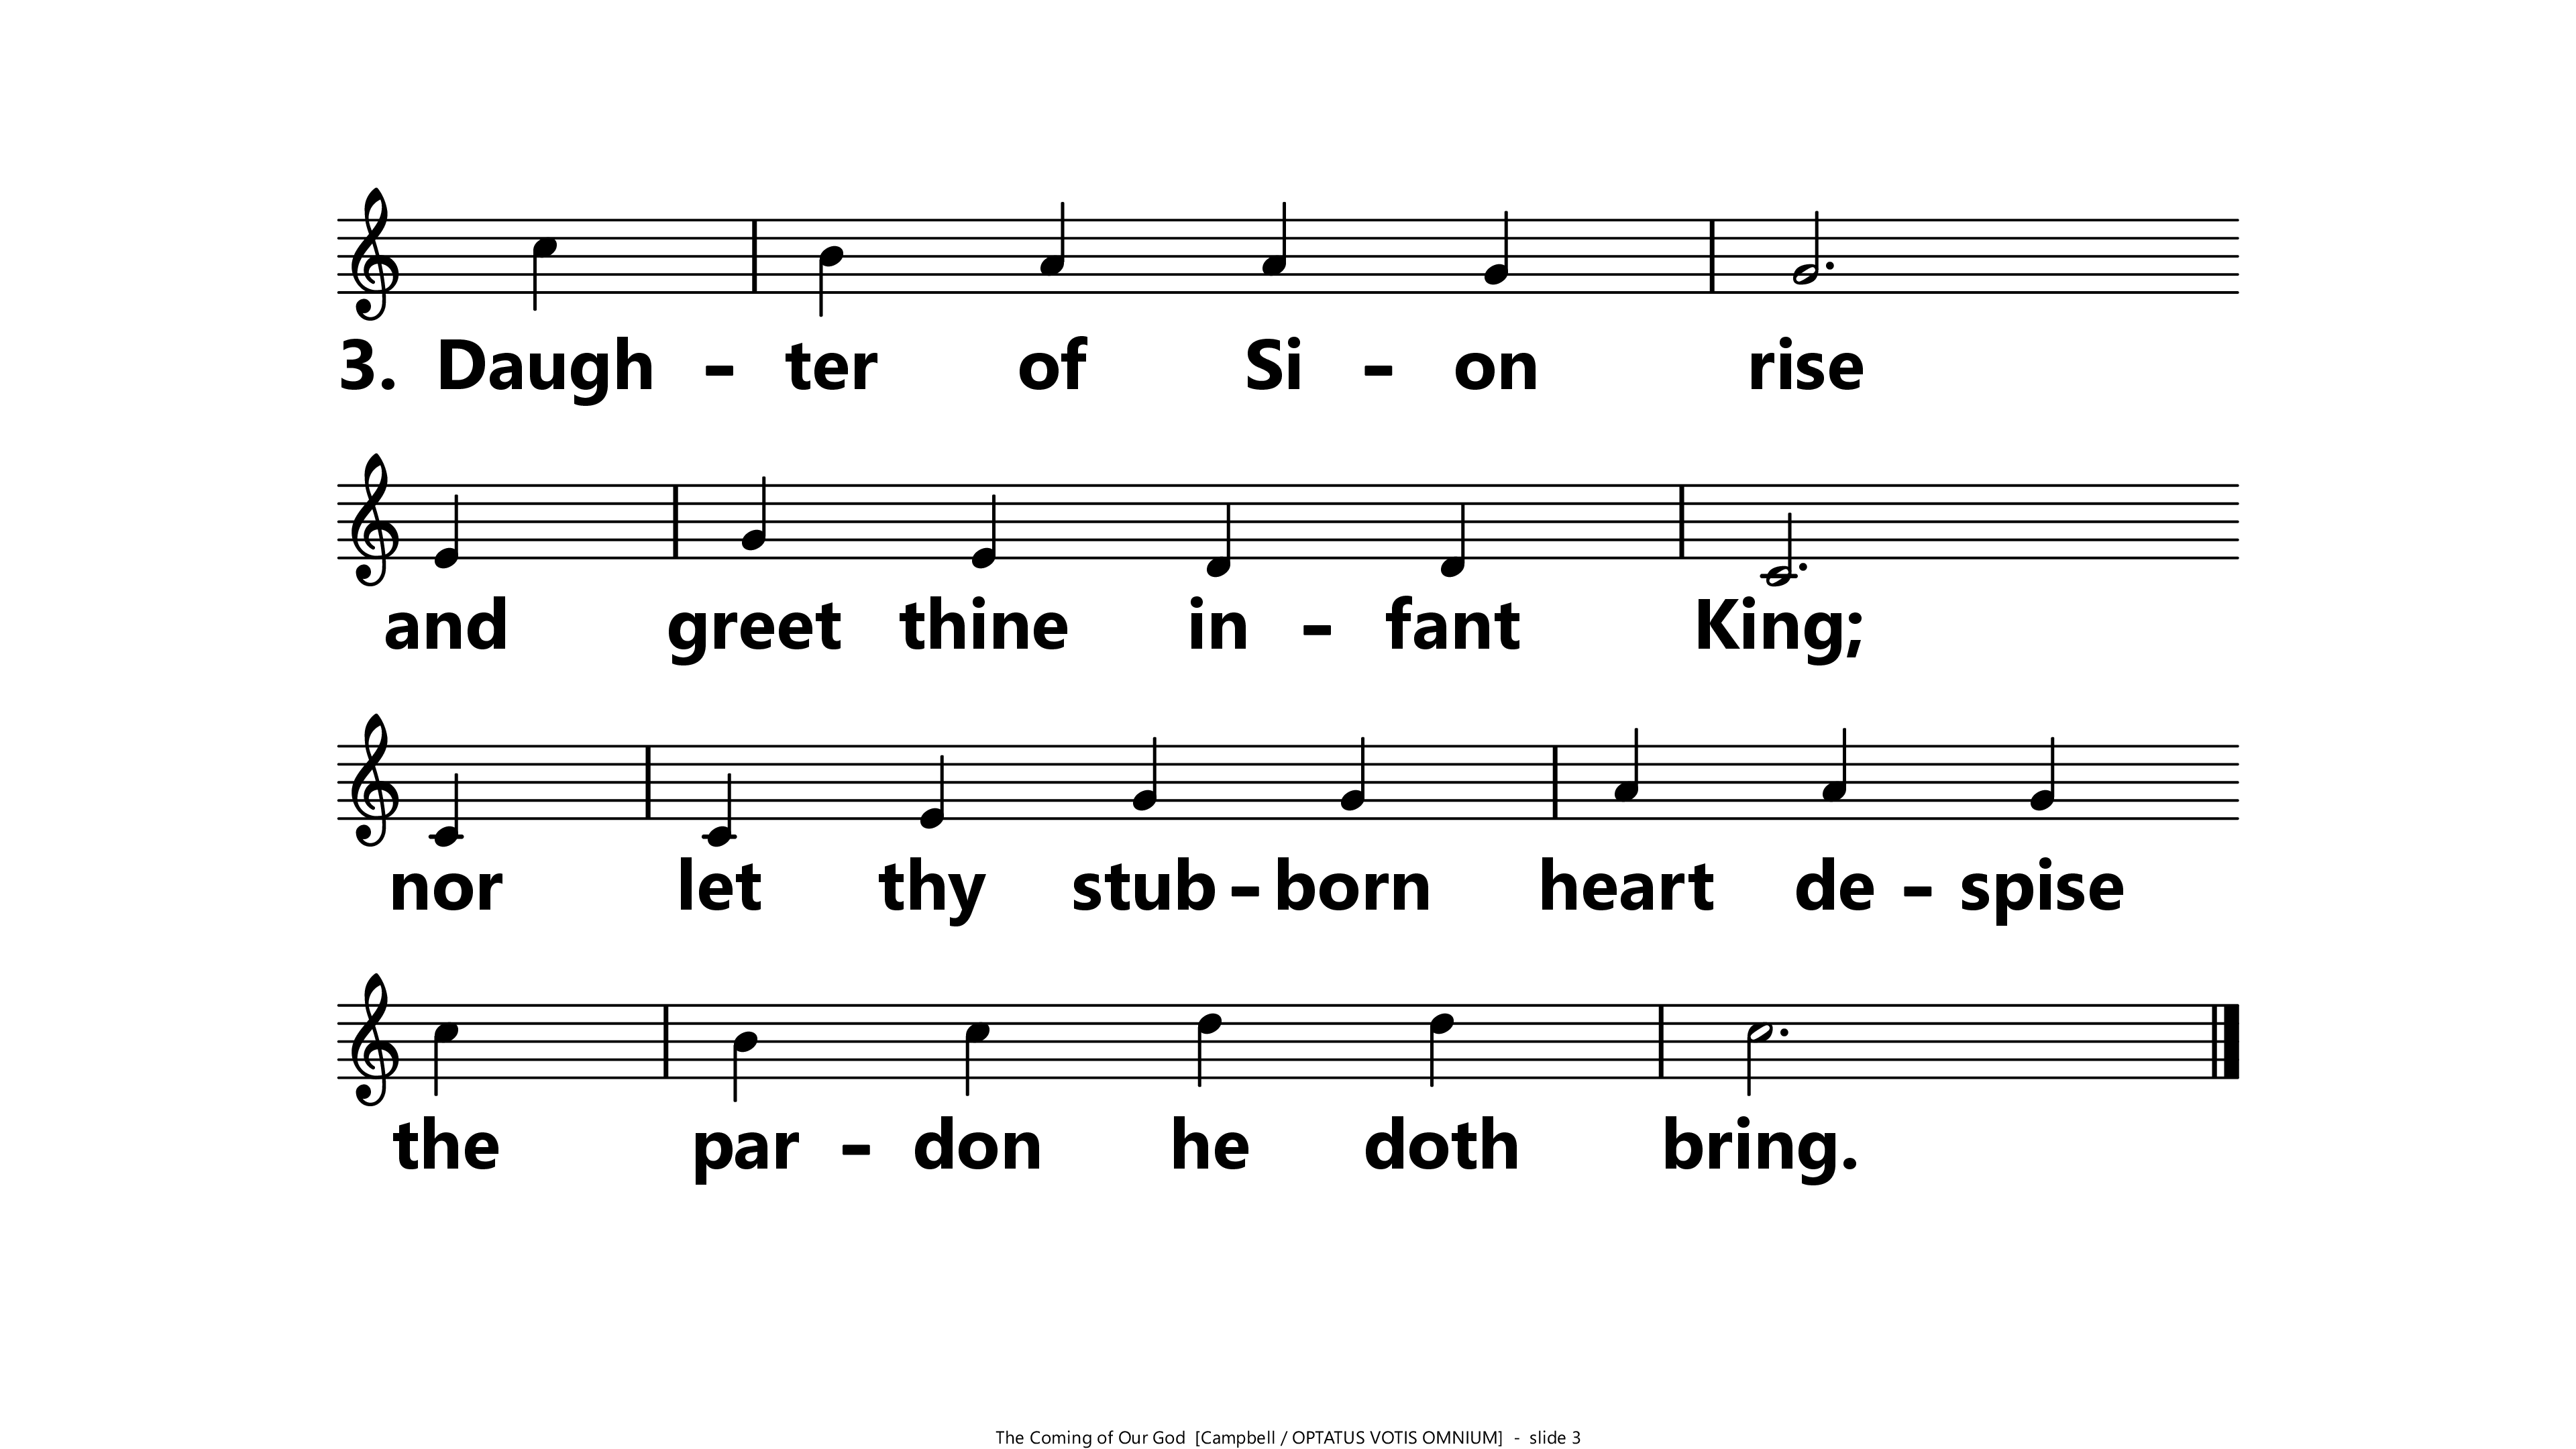 3. Daugh - ter of Si - on rise
and greet thine in - fant King;
nor let thy stub - born heart de - spise
the par - don he doth bring.
The Coming of Our God [Campbell / OPTATUS VOTIS OMNIUM] - slide 3